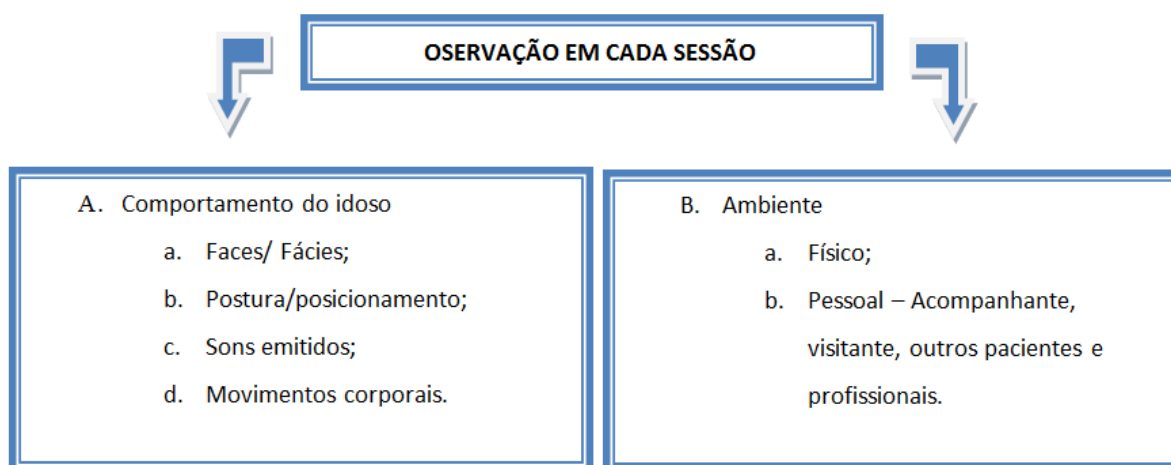 OSERVAÇÃO EM CADA SESSÃO
A. Comportamento do idoso
a. Faces/ Fácies;
b. Postura/posicionamento;
c. Sons emitidos;
d. Movimentos corporais.
B. Ambiente
a. Físico;
b. Pessoal – Acompanhante,
visitante, outros pacientes e
profissionais.